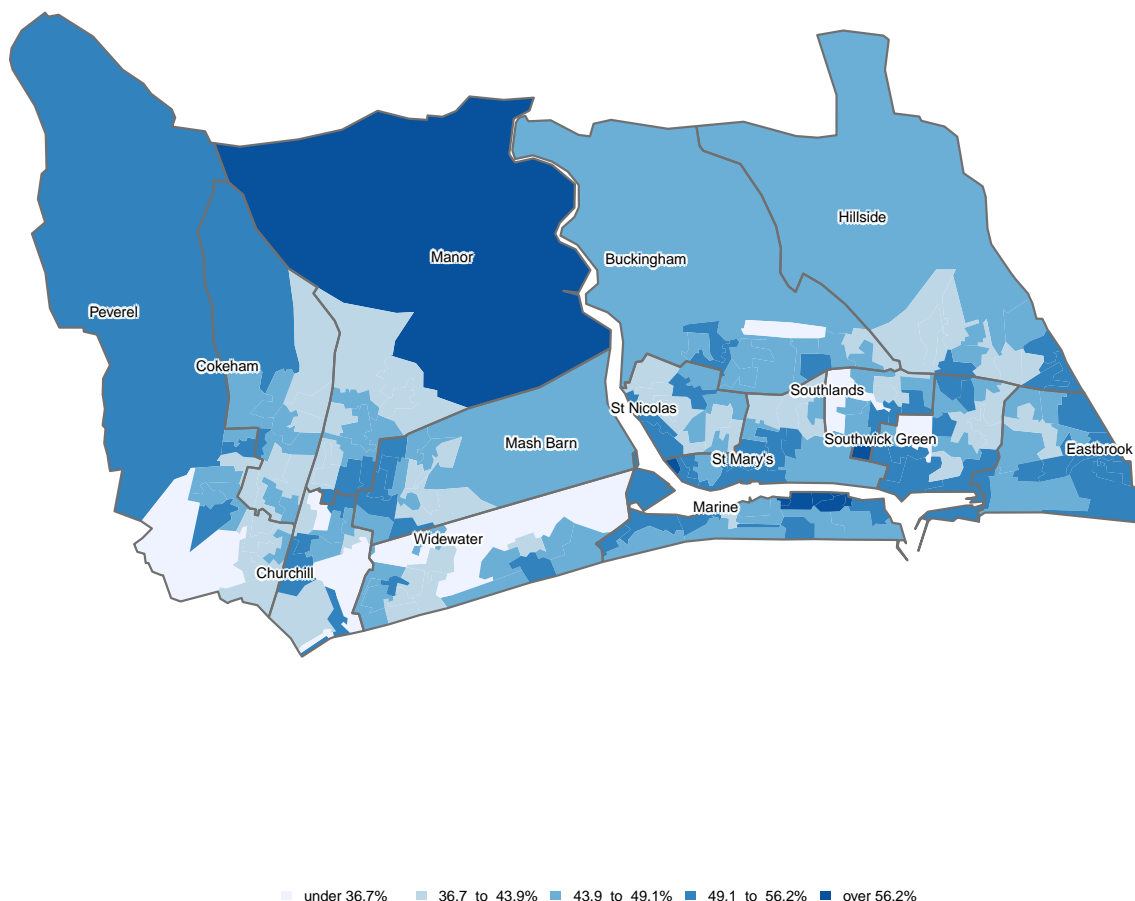 Hillside
Manor
Buckingham
Peverel
Cokeham
Southlands
St Nicolas
Southwick Green
Mash Barn
Eastbrook
St Mary's
Marine
Widewater
Churchill
under 36.7% 36.7 to 43.9% 43.9 to 49.1% 49.1 to 56.2% over 56.2%